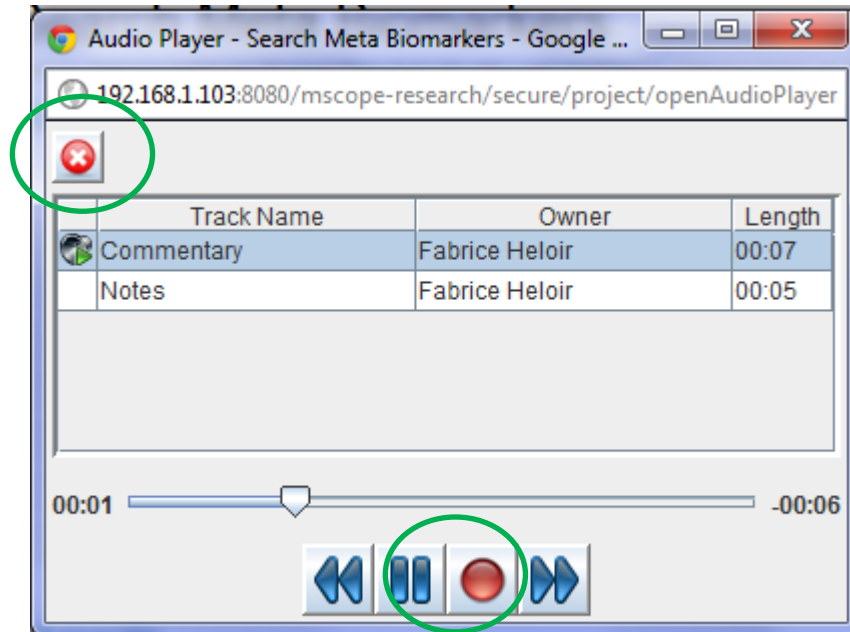 Audio Player - Search Meta Biomarkers - Google ...
192.168.1.103:8080/mscope-research/secure/project/openAudioPlayer
Track Name Owner Length
Commentary Fabrice Heloir 00:07
Notes Fabrice Heloir 00:05
00:01 -00:06